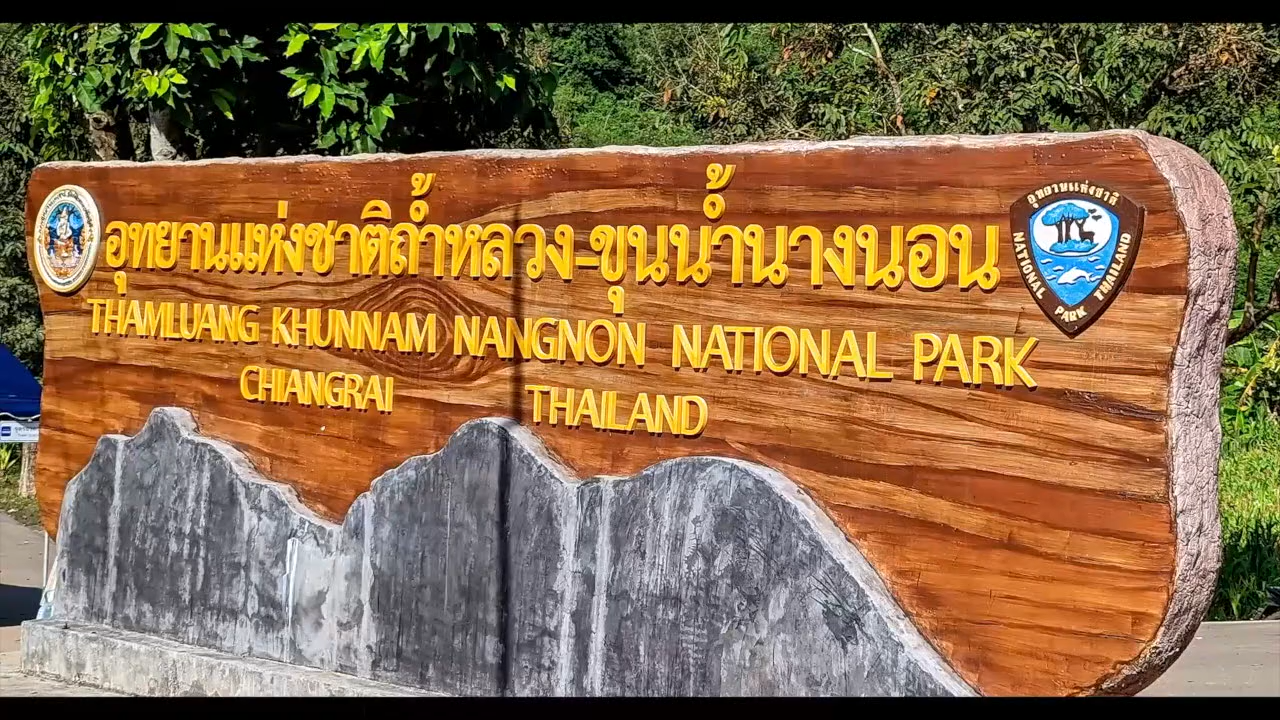 อุทยานแห่งชาติถ้ำหลวง-ขุนน้ำนางนอน
THAMLUANG KHUNNAM NANGNON NATIONAL PARK
CHIANGRAI THAILAND
อุทยานแห่งชาติ
NATIONAL PARK THAILAND